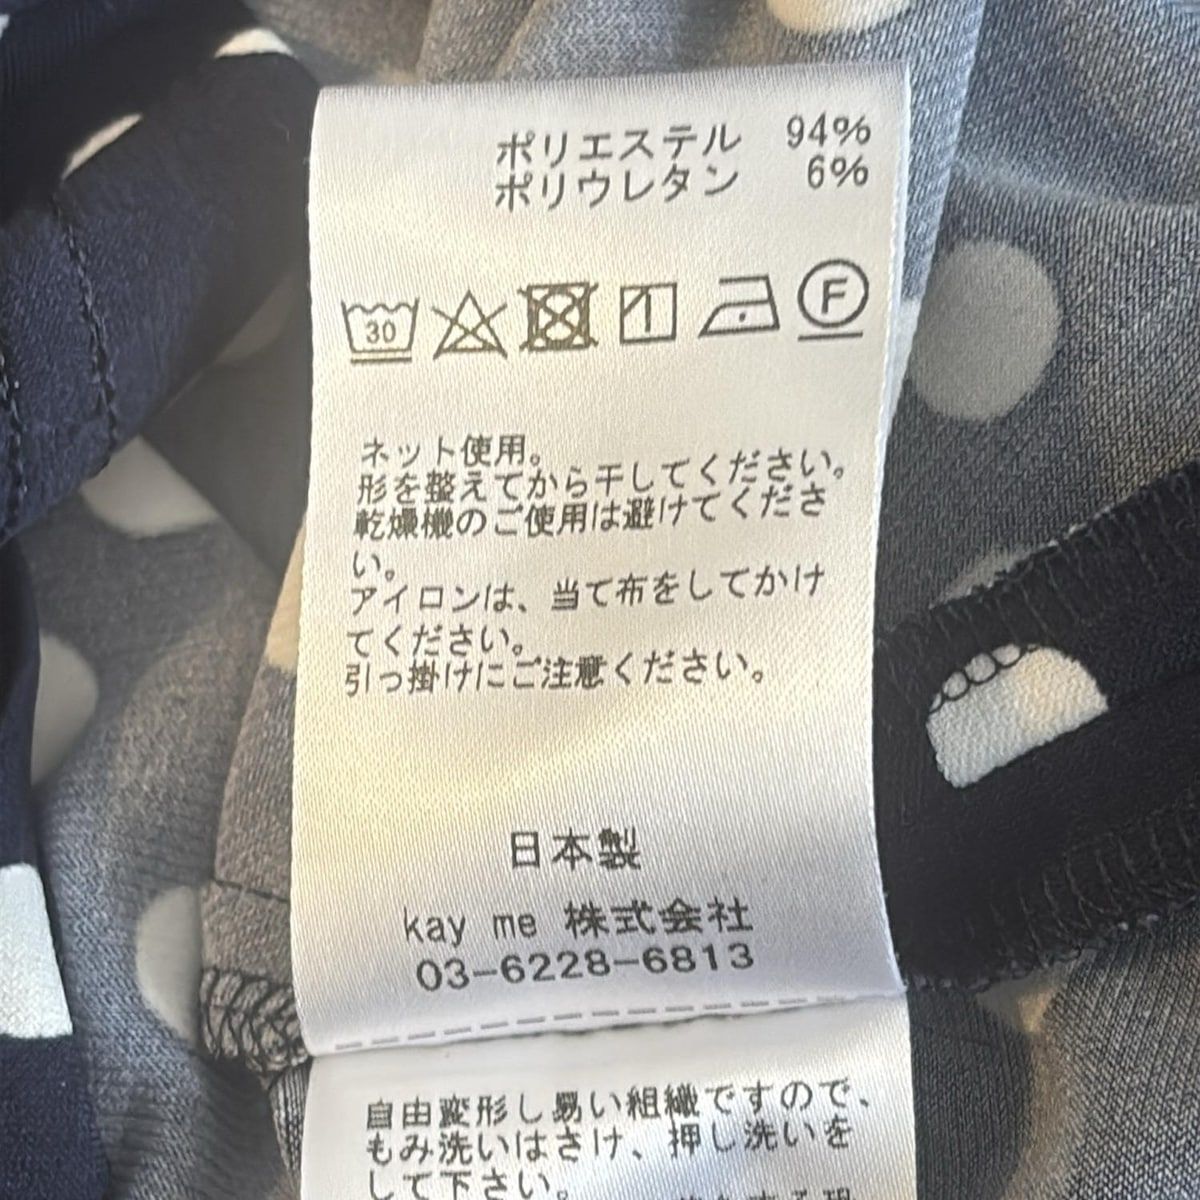 ポリエステル 94%
ポリウレタン 6%
30 F
ネット使用。
形を整えてから干してください。
乾燥機のご使用は避けてくださ
い。
アイロンは、当て布をしてかけ
てください。
引っ掛けにご注意ください。
日本製
kay me 株式会社
03-6228-6813
自由変形し易い組織ですので、
もみ洗いはさけ、押し洗いを
して下さい。